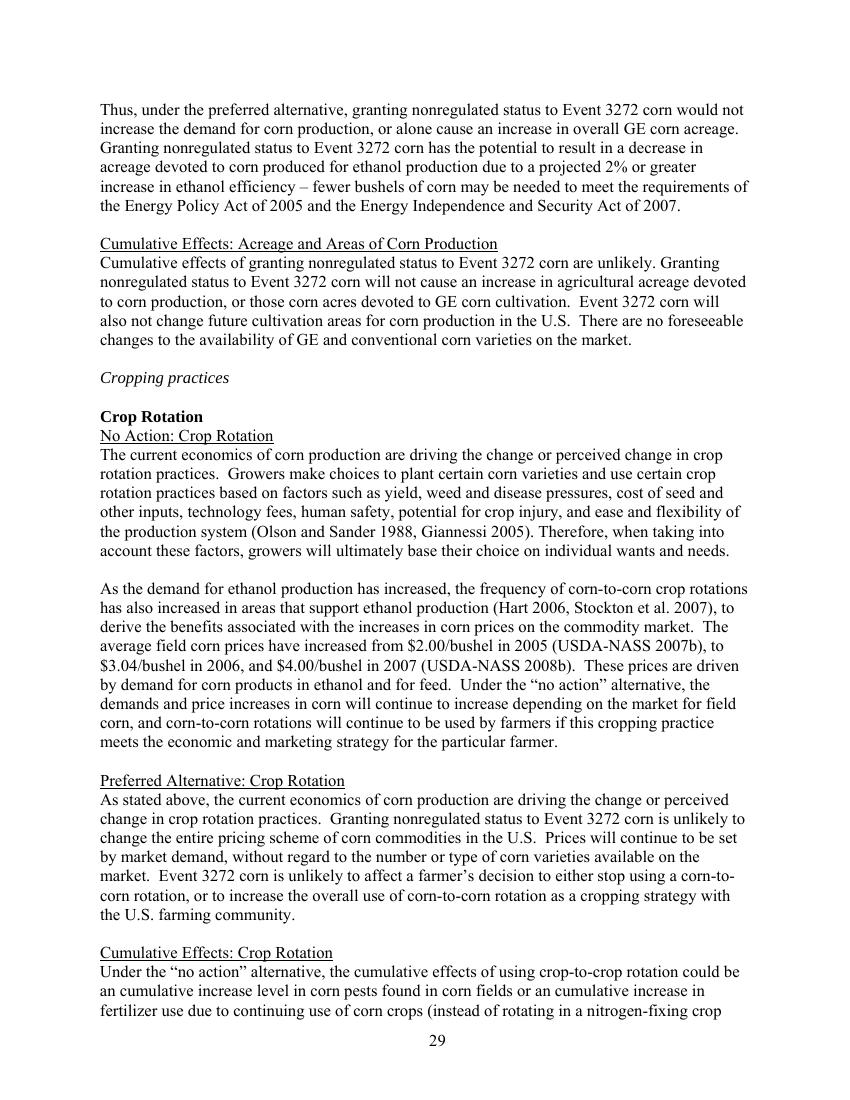 Thus, under the preferred alternative, granting nonregulated status to Event 3272 corn would not
increase the demand for corn production, or alone cause an increase in overall GE corn acreage.
Granting nonregulated status to Event 3272 corn has the potential to result in a decrease in
acreage devoted to corn produced for ethanol production due to a projected 2% or greater
increase in ethanol efficiency – fewer bushels of corn may be needed to meet the requirements of
the Energy Policy Act of 2005 and the Energy Independence and Security Act of 2007.
Cumulative Effects: Acreage and Areas of Corn Production
Cumulative effects of granting nonregulated status to Event 3272 corn are unlikely. Granting
nonregulated status to Event 3272 corn will not cause an increase in agricultural acreage devoted
to corn production, or those corn acres devoted to GE corn cultivation.  Event 3272 corn will
also not change future cultivation areas for corn production in the U.S.  There are no foreseeable
changes to the availability of GE and conventional corn varieties on the market.
Cropping practices
Crop Rotation
No Action: Crop Rotation
The current economics of corn production are driving the change or perceived change in crop
rotation practices.  Growers make choices to plant certain corn varieties and use certain crop
rotation practices based on factors such as yield, weed and disease pressures, cost of seed and
other inputs, technology fees, human safety, potential for crop injury, and ease and flexibility of
the production system (Olson and Sander 1988, Giannessi 2005). Therefore, when taking into
account these factors, growers will ultimately base their choice on individual wants and needs.
As the demand for ethanol production has increased, the frequency of corn-to-corn crop rotations
has also increased in areas that support ethanol production (Hart 2006, Stockton et al. 2007), to
derive the benefits associated with the increases in corn prices on the commodity market.  The
average field corn prices have increased from $2.00/bushel in 2005 (USDA-NASS 2007b), to
$3.04/bushel in 2006, and $4.00/bushel in 2007 (USDA-NASS 2008b).  These prices are driven
by demand for corn products in ethanol and for feed.  Under the “no action” alternative, the
demands and price increases in corn will continue to increase depending on the market for field
corn, and corn-to-corn rotations will continue to be used by farmers if this cropping practice
meets the economic and marketing strategy for the particular farmer.
Preferred Alternative: Crop Rotation
As stated above, the current economics of corn production are driving the change or perceived
change in crop rotation practices.  Granting nonregulated status to Event 3272 corn is unlikely to
change the entire pricing scheme of corn commodities in the U.S.  Prices will continue to be set
by market demand, without regard to the number or type of corn varieties available on the
market.  Event 3272 corn is unlikely to affect a farmer’s decision to either stop using a corn-to-
corn rotation, or to increase the overall use of corn-to-corn rotation as a cropping strategy with
the U.S. farming community.
Cumulative Effects: Crop Rotation
Under the “no action” alternative, the cumulative effects of using crop-to-crop rotation could be
an cumulative increase level in corn pests found in corn fields or an cumulative increase in
fertilizer use due to continuing use of corn crops (instead of rotating in a nitrogen-fixing crop
29